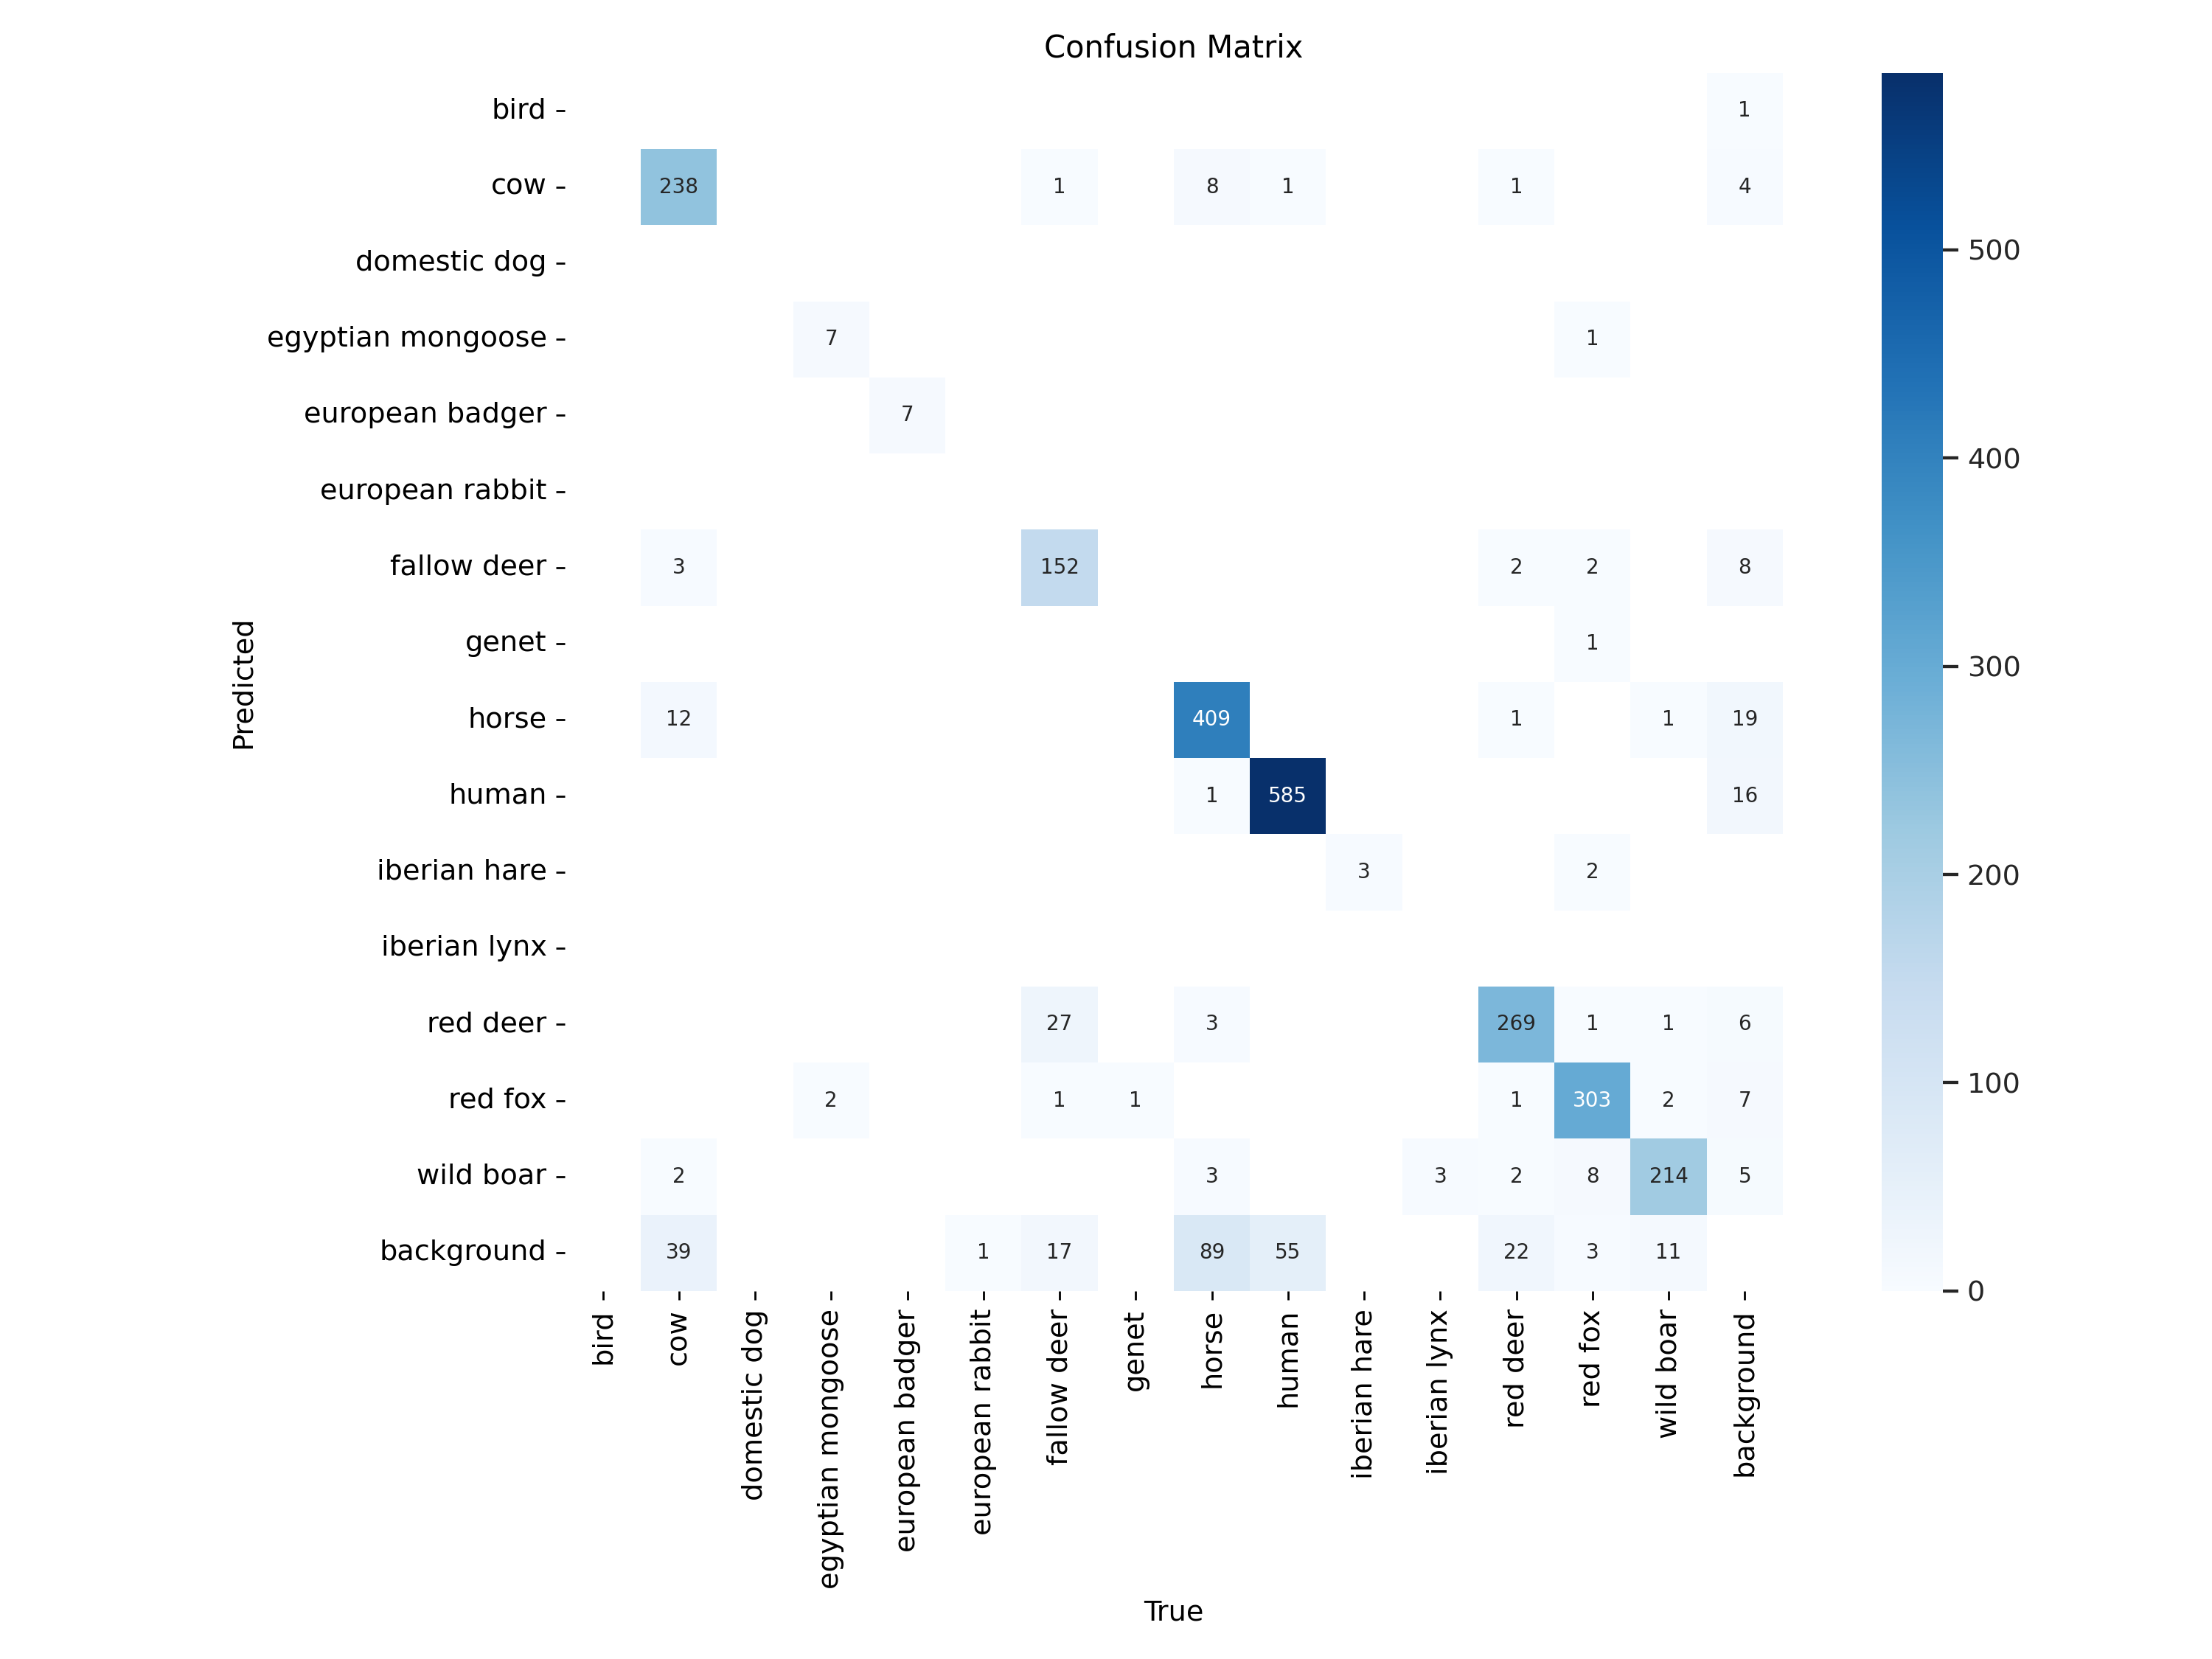 Confusion Matrix
bird 1
cow 238 1 8 1 1 4
domestic dog
egyptian mongoose 7 1
european badger 7
european rabbit
fallow deer 3 152 2 2 8
genet 1
horse 12 409 1 1 19
human 1 585 16
iberian hare 3 2
iberian lynx
red deer 27 3 269 1 1 6
red fox 2 1 1 1 303 2 7
wild boar 2 3 3 2 8 214 5
background 39 1 17 89 55 22 3 11
Predicted
bird
cow
domestic dog
egyptian mongoose
european badger
european rabbit
fallow deer
genet
horse
human
iberian hare
iberian lynx
red deer
red fox
wild boar
background
True
500
400
300
200
100
0